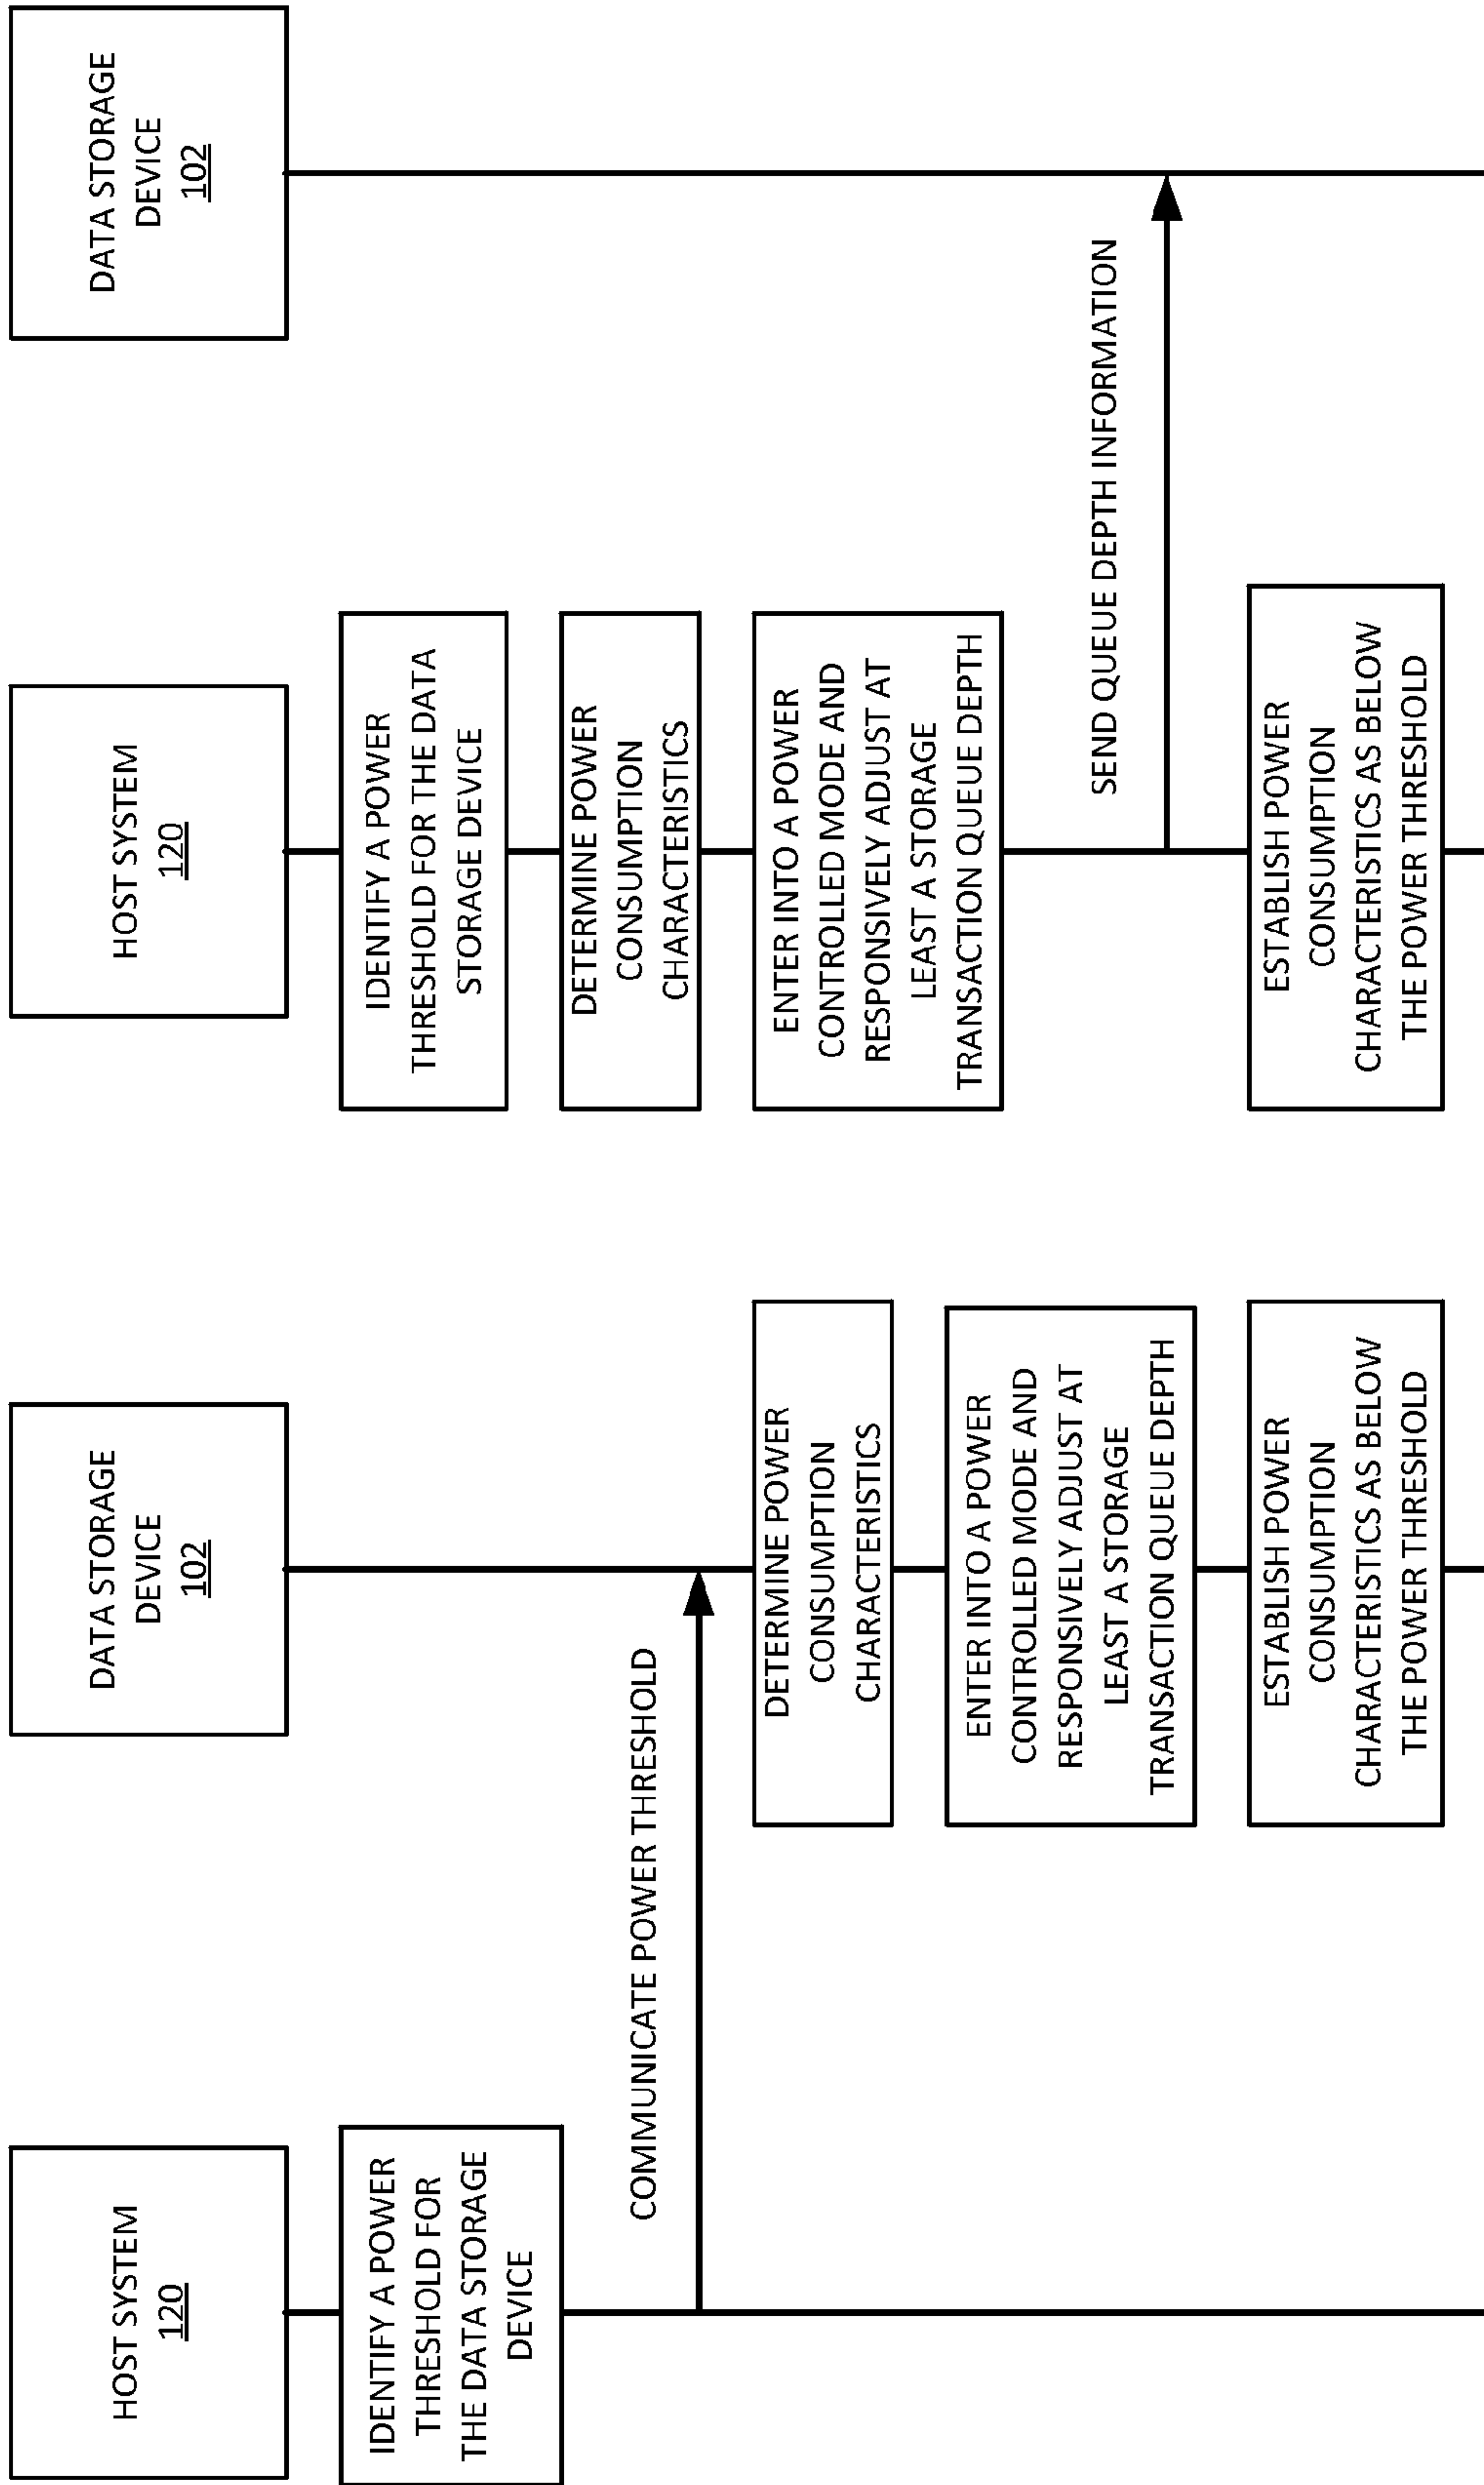 HOST SYSTEM
120
IDENTIFY A POWER
THRESHOLD FOR
THE DATA STORAGE
DEVICE
COMMUNICATE POWER THRESHOLD
DATA STORAGE
DEVICE
102
DETERMINE POWER
CONSUMPTION
CHARACTERISTICS
ENTER INTO A POWER
CONTROLLED MODE AND
RESPONSIVELY ADJUST AT
LEAST A STORAGE
TRANSACTION QUEUE DEPTH
ESTABLISH POWER
CONSUMPTION
CHARACTERISTICS AS BELOW
THE POWER THRESHOLD
HOST SYSTEM
120
IDENTIFY A POWER
THRESHOLD FOR THE DATA
STORAGE DEVICE
DETERMINE POWER
CONSUMPTION
CHARACTERISTICS
ENTER INTO A POWER
CONTROLLED MODE AND
RESPONSIVELY ADJUST AT
LEAST A STORAGE
TRANSACTION QUEUE DEPTH
SEND QUEUE DEPTH INFORMATION
ESTABLISH POWER
CONSUMPTION
CHARACTERISTICS AS BELOW
THE POWER THRESHOLD
DATA STORAGE
DEVICE
102